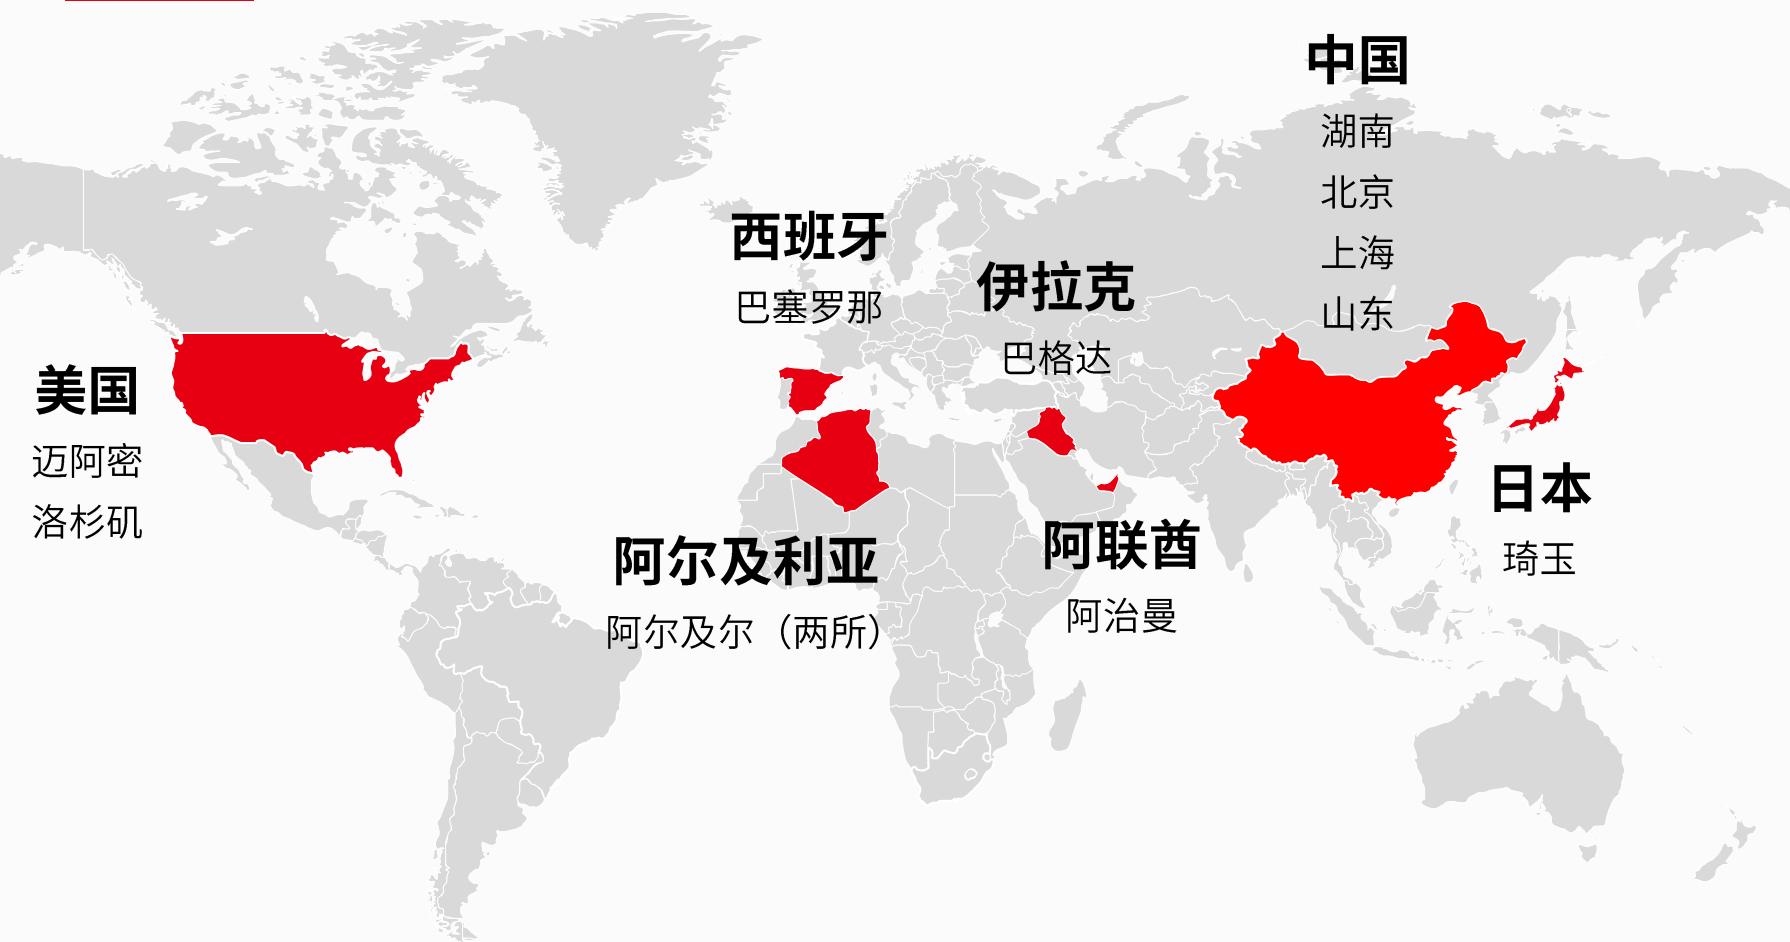 中国
湖南
北京
上海
山东
西班牙
巴塞罗那
伊拉克
巴格达
美国
迈阿密
洛杉矶
日本
琦玉
阿尔及利亚
阿尔及尔（两所）
阿联酋
阿治曼